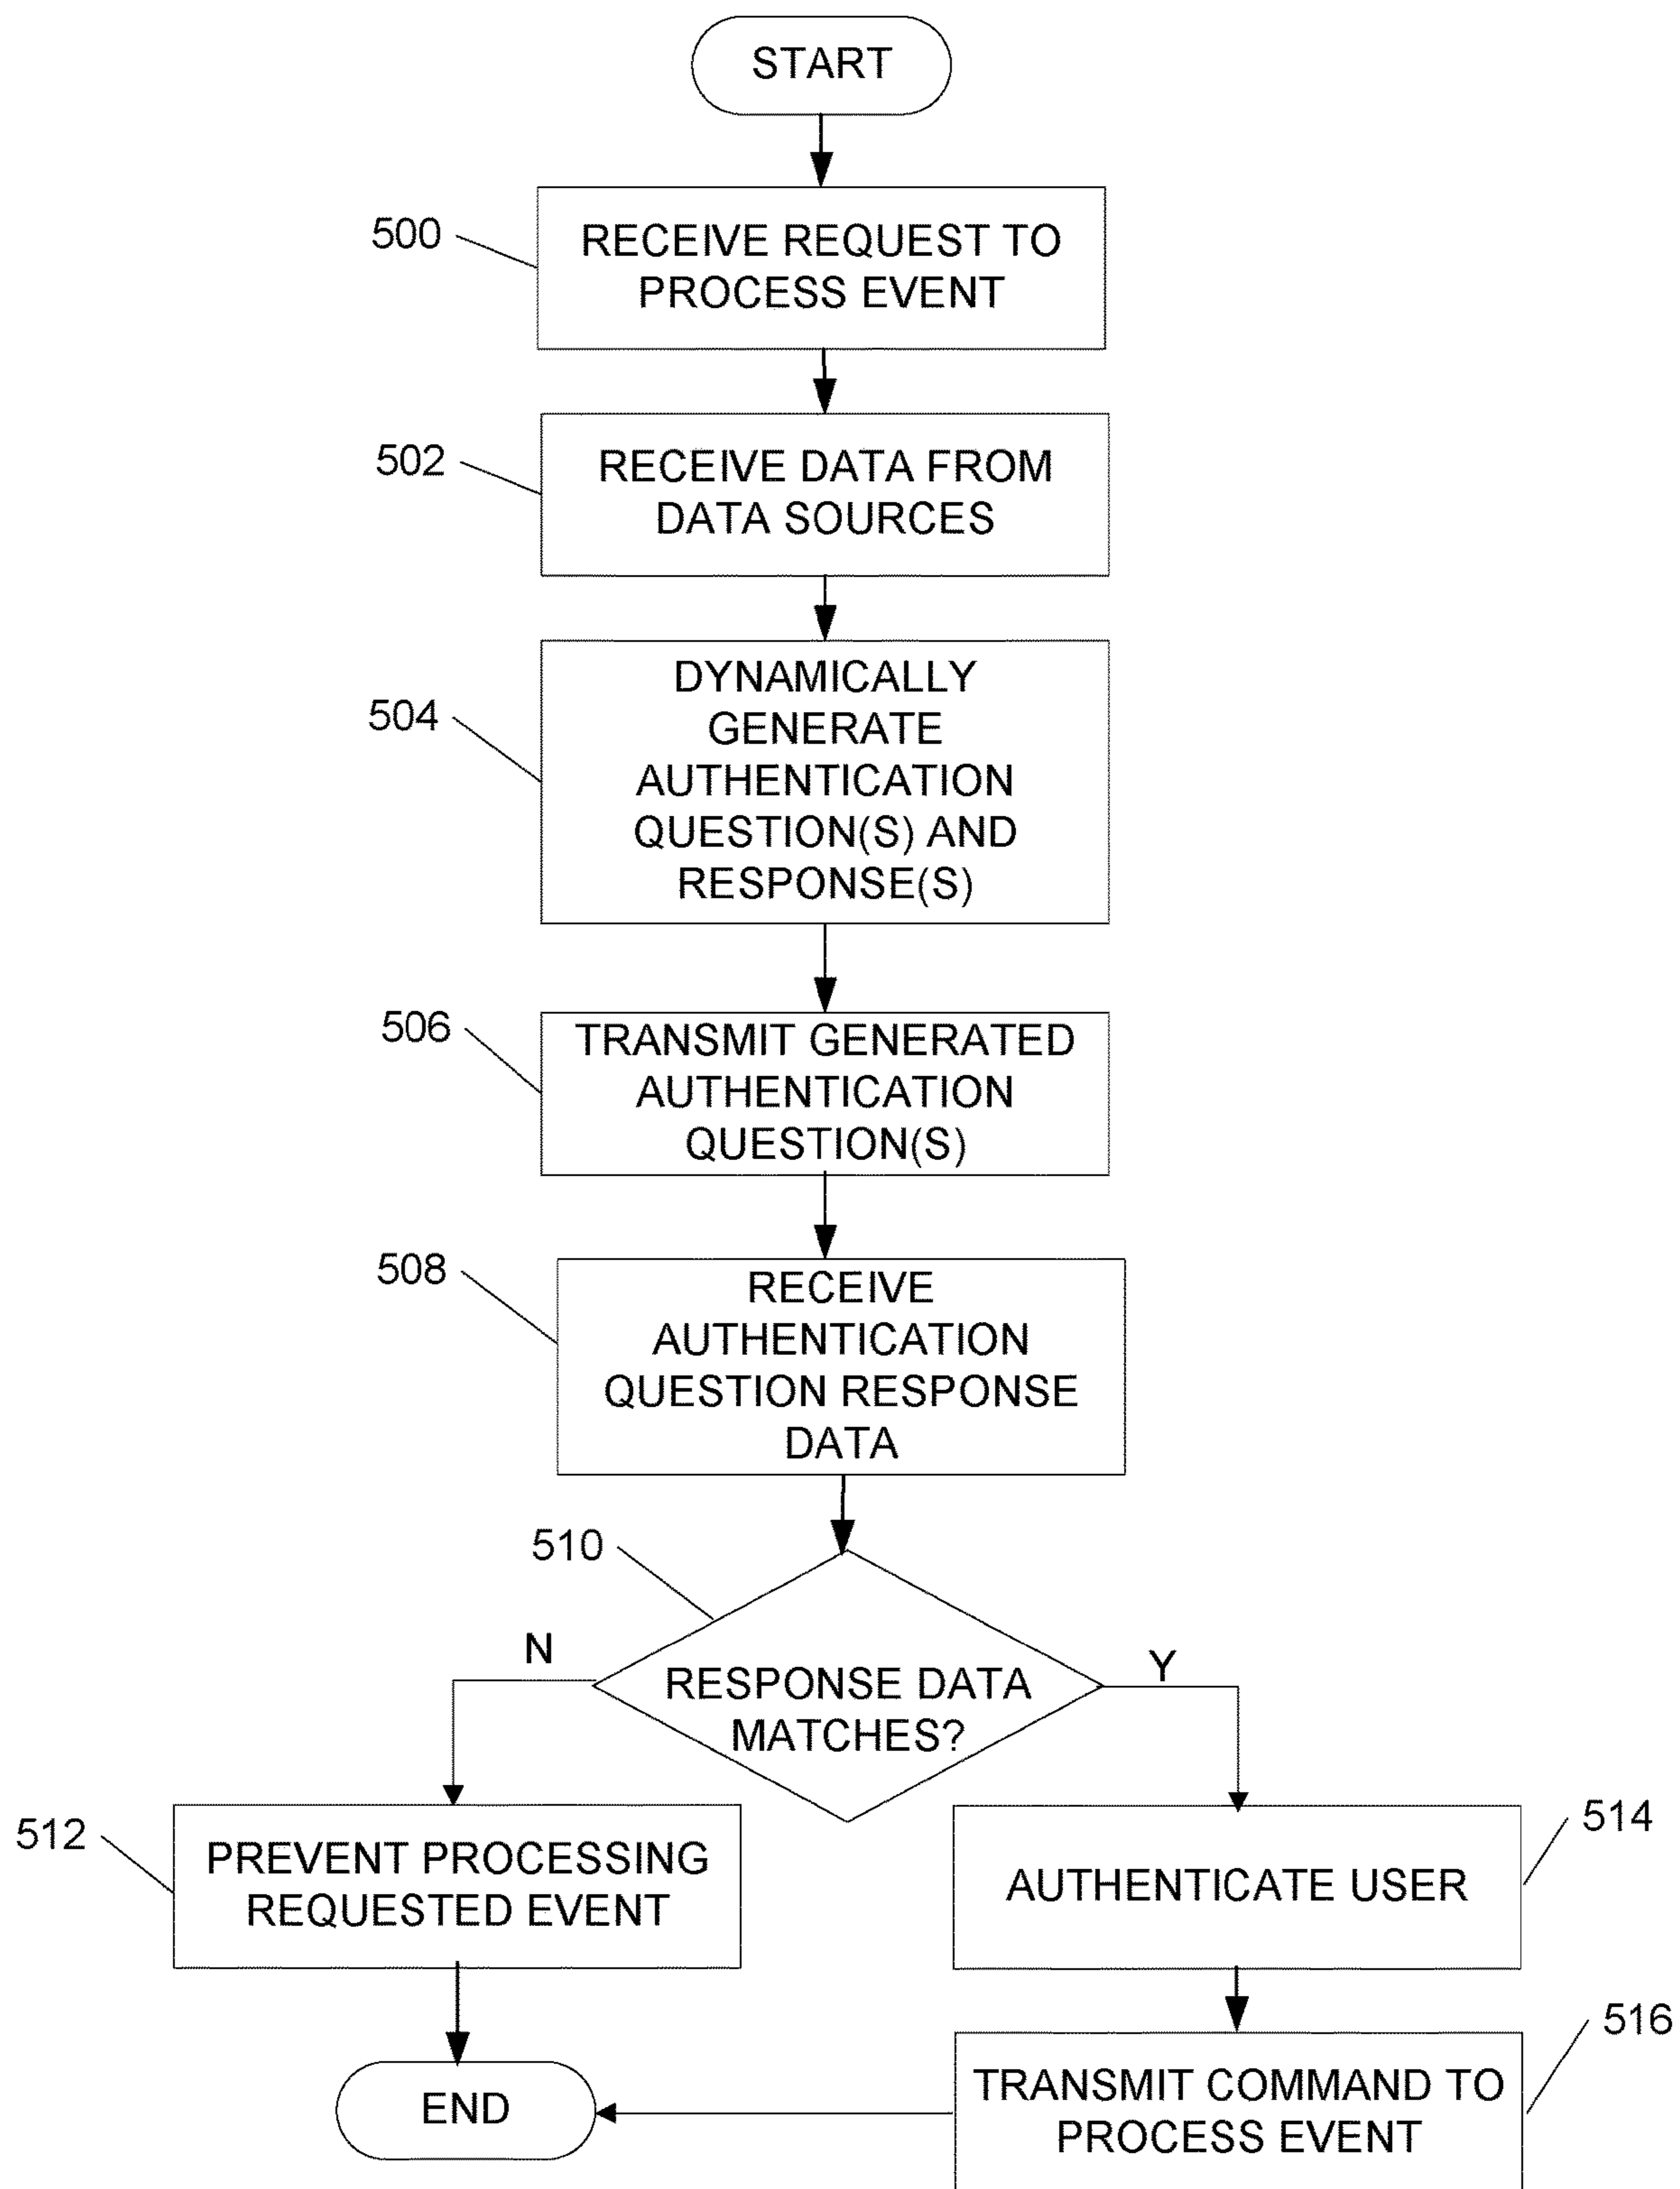 START
500
RECEIVE REQUEST TO
PROCESS EVENT
502
RECEIVE DATA FROM
DATA SOURCES
504
DYNAMICALLY
GENERATE
AUTHENTICATION
QUESTION(S) AND
RESPONSE(S)
506
TRANSMIT GENERATED
AUTHENTICATION
QUESTION(S)
508
RECEIVE
AUTHENTICATION
QUESTION RESPONSE
DATA
510
N
Y
RESPONSE DATA
MATCHES?
512
PREVENT PROCESSING
REQUESTED EVENT
514
AUTHENTICATE USER
516
TRANSMIT COMMAND TO
PROCESS EVENT
END